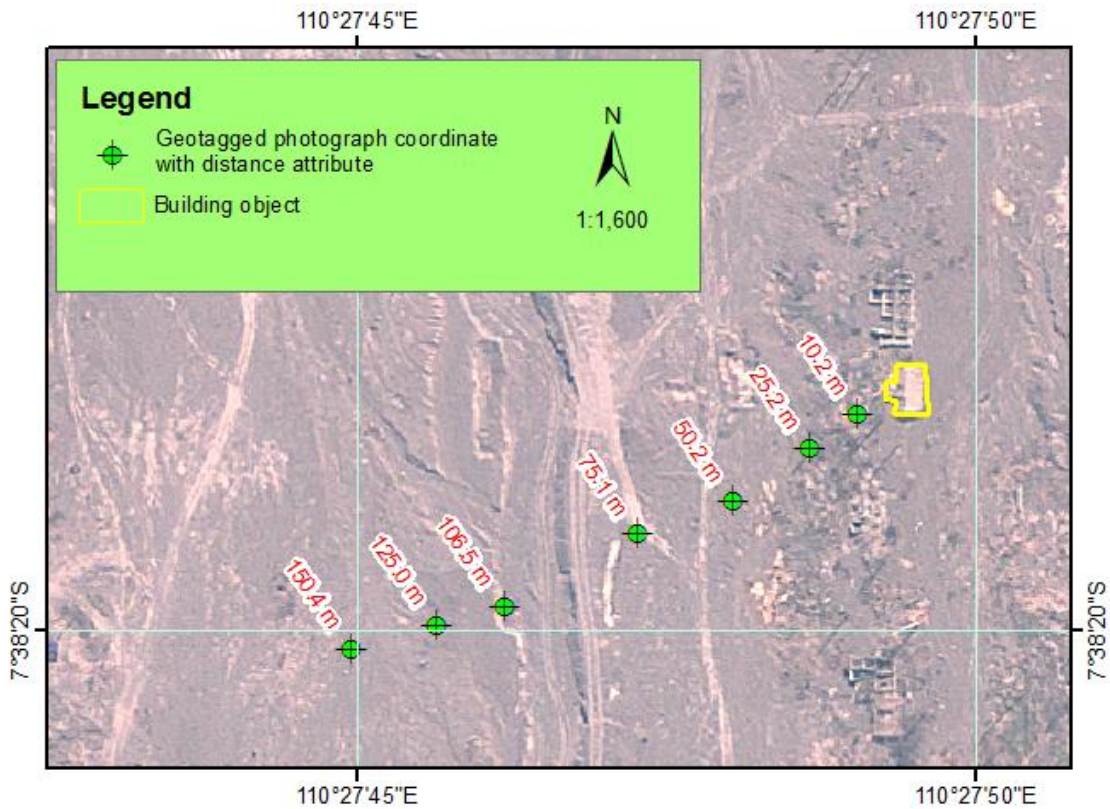 110°27'45"E
110°27'50"E
Legend
Geotagged photograph coordinate
with distance attribute
Building object
N
1:1,600
10.2 m
25.2 m
50.2 m
75.1 m
106.5 m
125.0 m
150.4 m
7°38'20"S
7°38'20"S
110°27'45"E
110°27'50"E